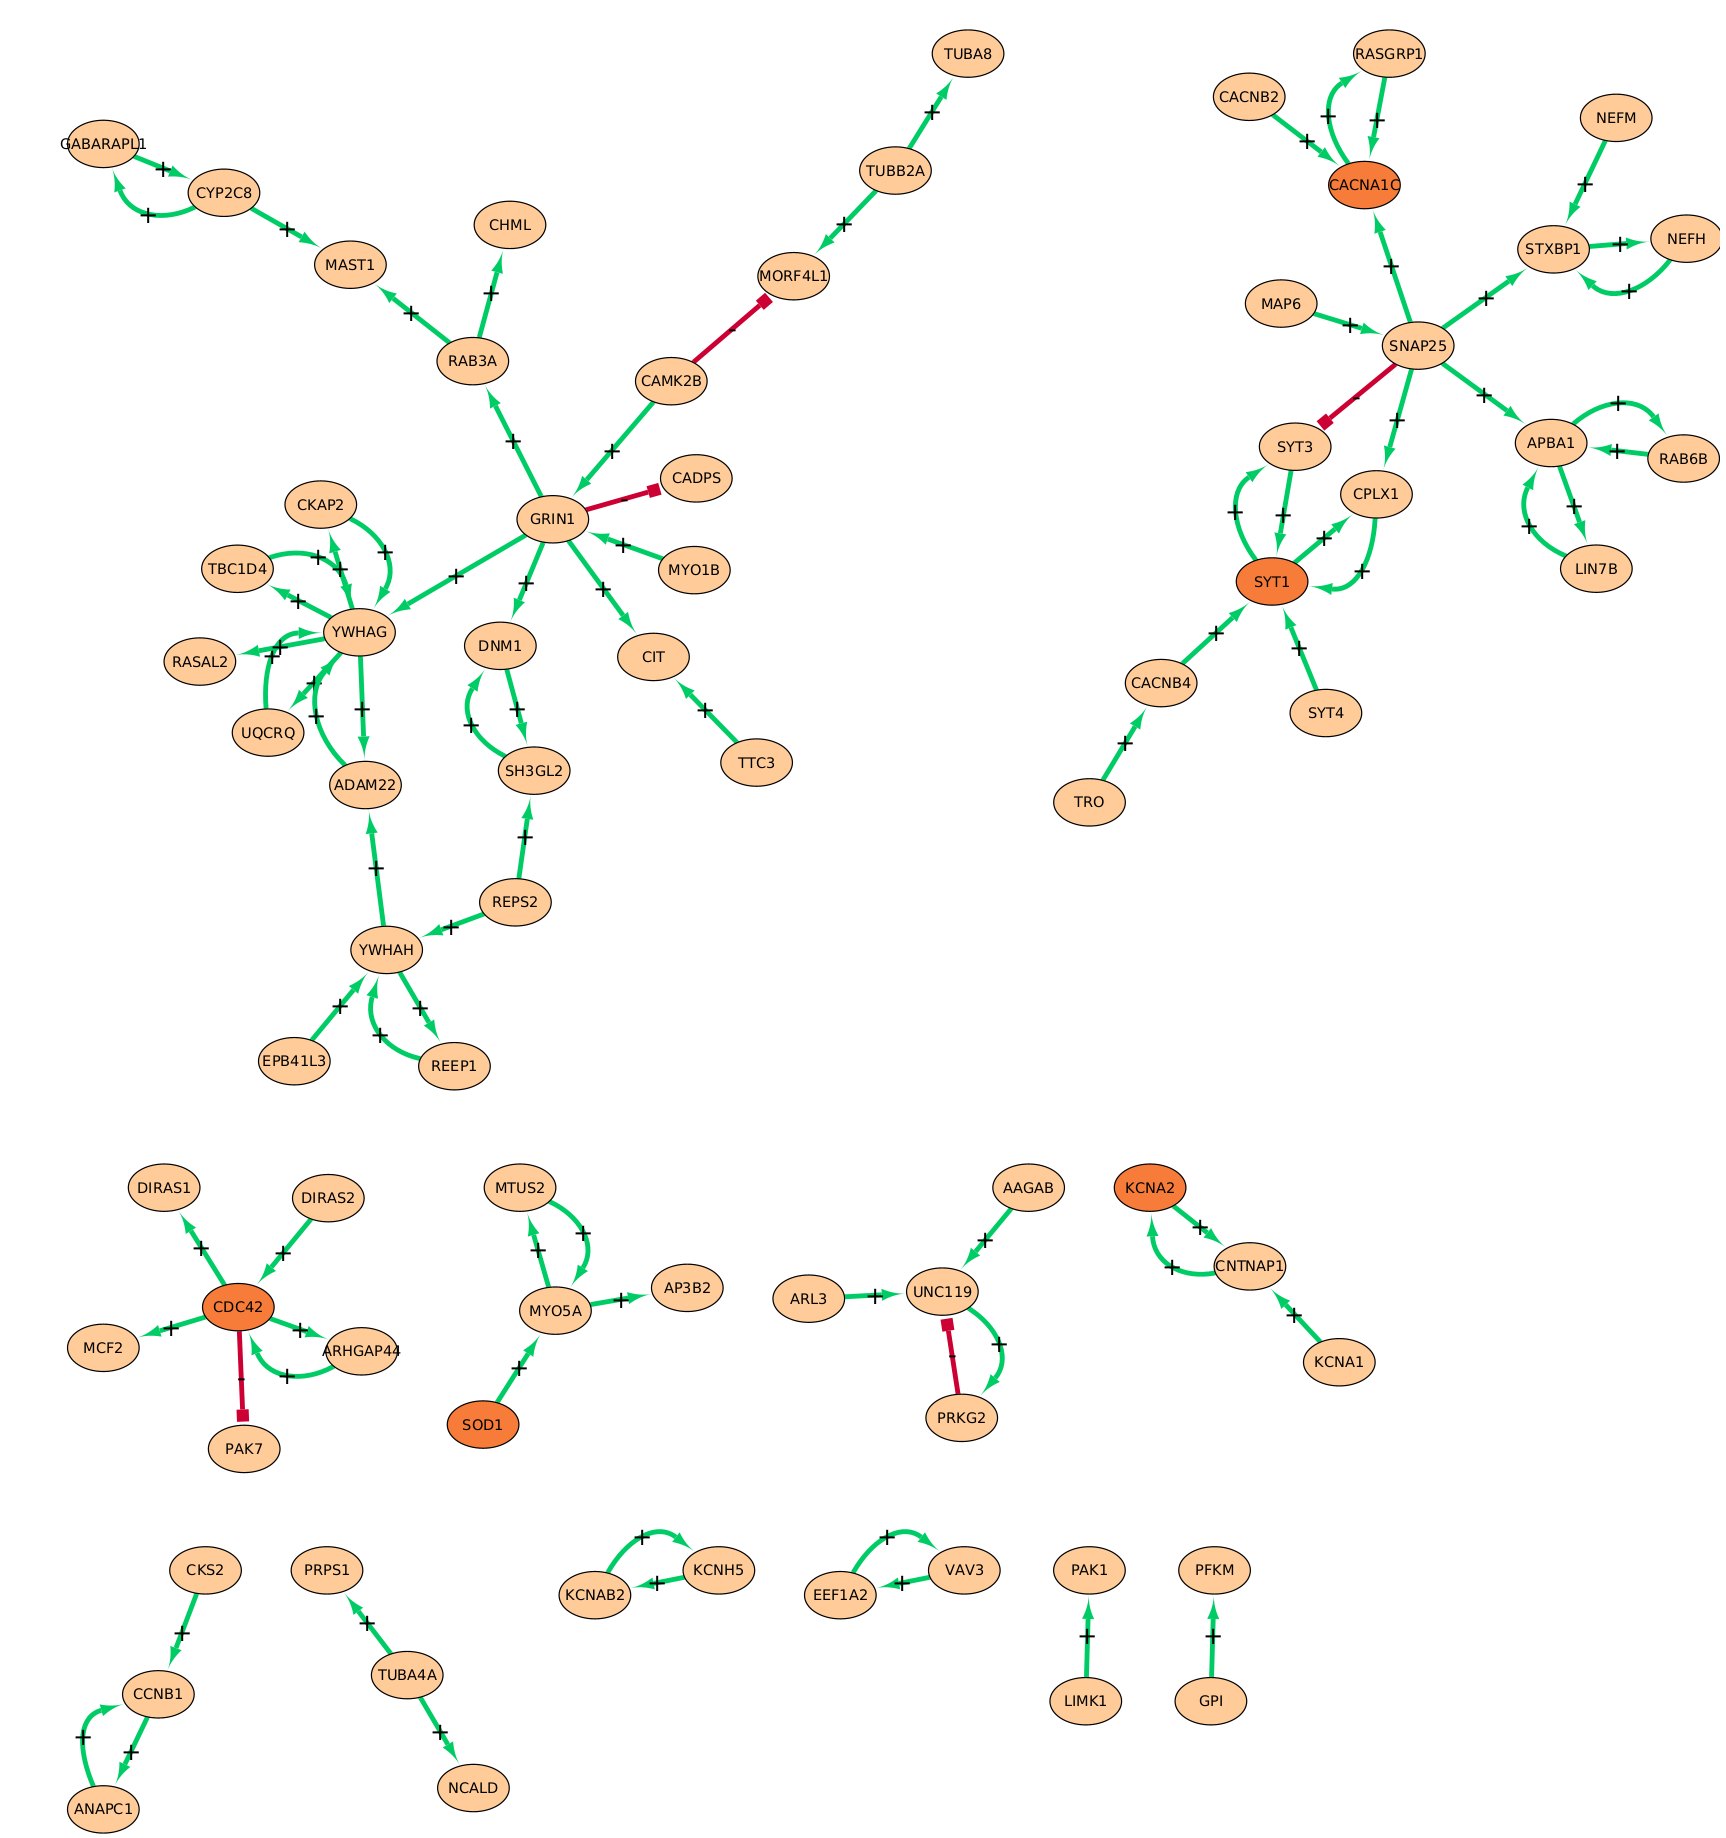 TUBA8
RASGRP1
CACNB2
NEFM
GABARAPL1
TUBB2A
CYP2C8
CACNA1C
CHML
NEFH
STXBP1
MAST1
MORF4L1
MAP6
SNAP25
RAB3A
CAMK2B
SYT3
APBA1
RAB6B
CADPS
CPLX1
CKAP2
GRIN1
TBC1D4
MYO1B
LIN7B
SYT1
YWHAG
DNM1
CIT
RASAL2
CACNB4
SYT4
UQCRQ
TTC3
SH3GL2
ADAM22
TRO
REPS2
YWHAH
EPB41L3
REEP1
DIRAS1
DIRAS2
MTUS2
AAGAB
KCNA2
CNTNAP1
AP3B2
UNC119
ARL3
CDC42
MYO5A
MCF2
ARHGAP44
KCNA1
PRKG2
SOD1
PAK7
CKS2
PRPS1
KCNH5
VAV3
PAK1
PFKM
KCNAB2
EEF1A2
TUBA4A
CCNB1
LIMK1
GPI
NCALD
ANAPC1